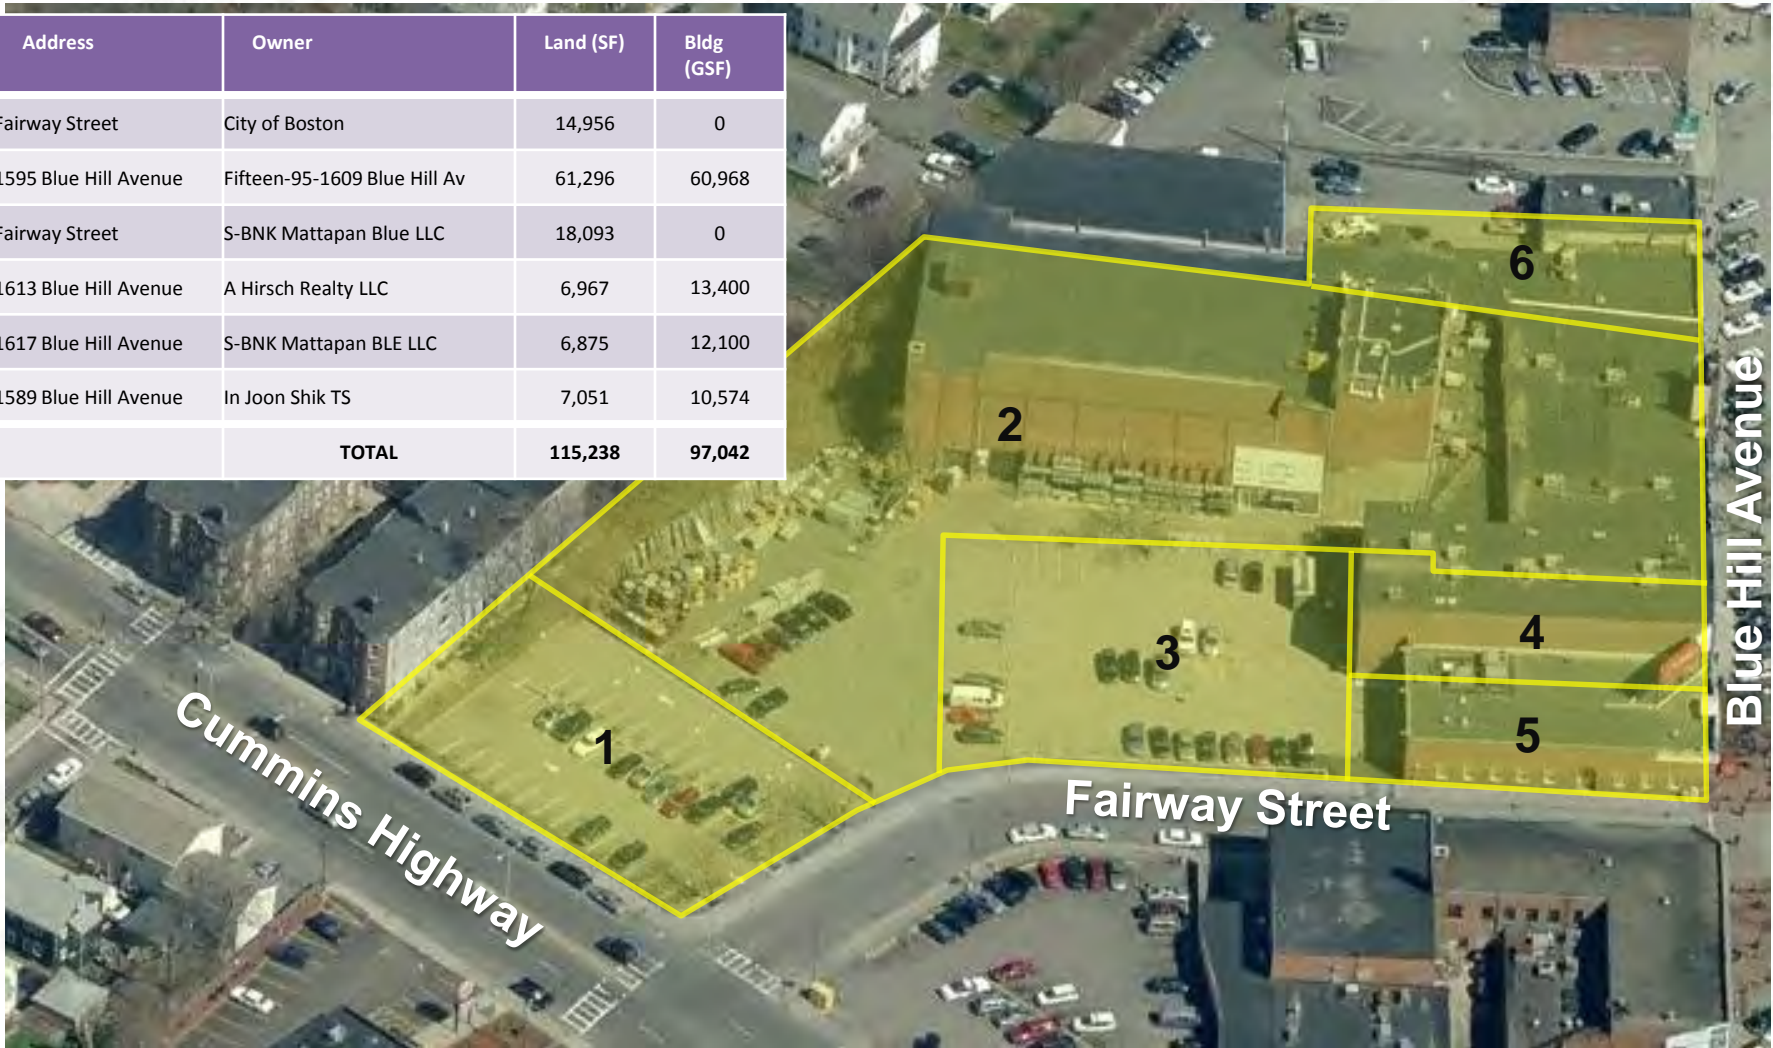 Address Owner Land (SF) Bldg (GSF)
Fairway Street City of Boston 14,956 0
1595 Blue Hill Avenue Fifteen-95-1609 Blue Hill Av 61,296 60,968
Fairway Street S-BNK Mattapan Blue LLC 18,093 0
1613 Blue Hill Avenue A Hirsch Realty LLC 6,967 13,400
1617 Blue Hill Avenue S-BNK Mattapan BLE LLC 6,875 12,100
1589 Blue Hill Avenue In Joon Shik TS 7,051 10,574
TOTAL 115,238 97,042
6
2
Blue Hill Avenue
3
4
1
5
Cummins Highway
Fairway Street